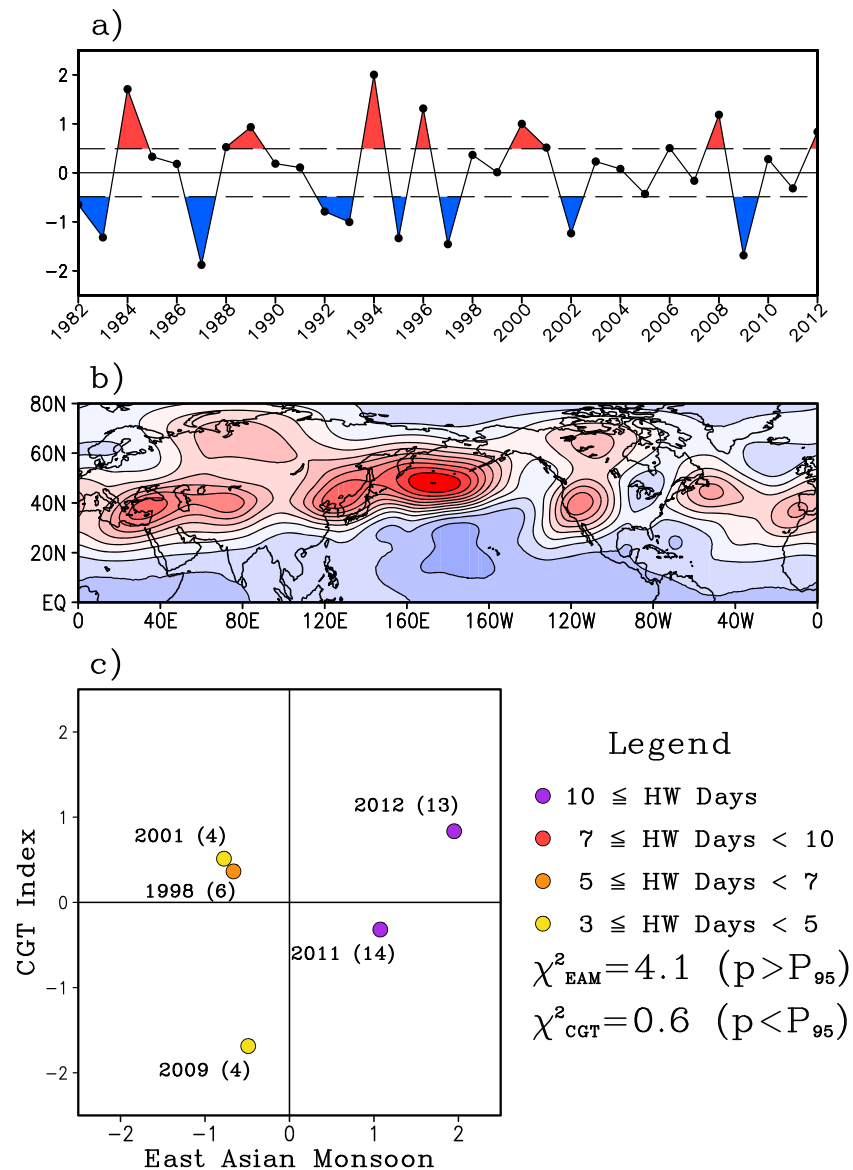 a)
2
1
0
−1
−2
1982 1984 1986 1988 1990 1992 1994 1996 1998 2000 2002 2004 2006 2008 2010 2012
b)
80N
60N
40N
20N
EQ
0 40E 80E 120E 160E 160W 120W 80W 40W 0
c)
CGT Index
2
1
0
−1
−2
2012 (13)
2001 (4)
1998 (6)
2011 (14)
2009 (4)
−2 −1 0 1 2
East Asian Monsoon
Legend
10 ≦ HW Days
7 ≦ HW Days < 10
5 ≦ HW Days < 7
3 ≦ HW Days < 5
χ²EAM=4.1 (p>P95)
χ²CGT=0.6 (p<P95)